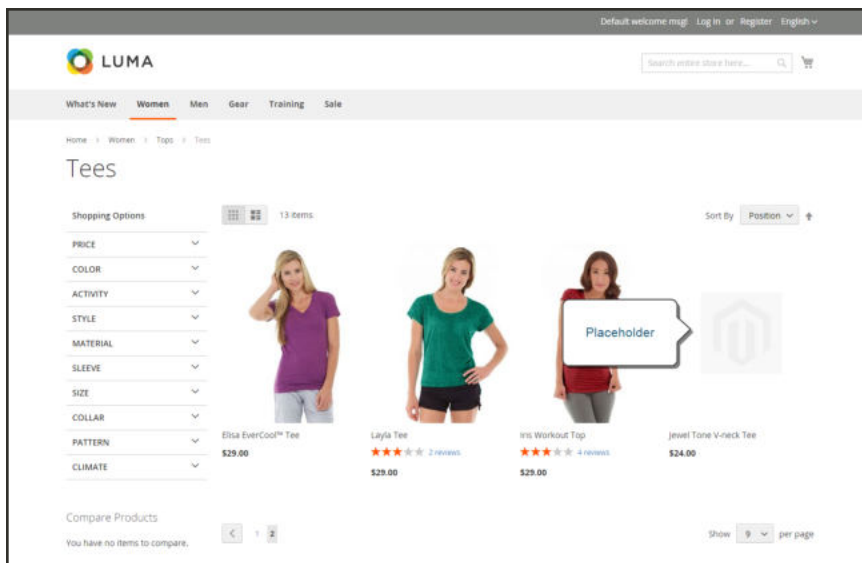 Default welcome msg! Log In or Register English
LUMA
Search entire store here...
What's New Women Men Gear Training Sale
Home > Women > Tops > Tees
Tees
Shopping Options
13 items
Sort By Position
PRICE
COLOR
ACTIVITY
STYLE
MATERIAL
SLEEVE
SIZE
COLLAR
PATTERN
CLIMATE
Placeholder
Elisa EverCool™ Tee
$29.00
Layla Tee
2 reviews
$29.00
Iris Workout Top
4 reviews
$29.00
Jewel Tone V-neck Tee
$24.00
Compare Products
You have no items to compare.
1 2
Show 9 per page